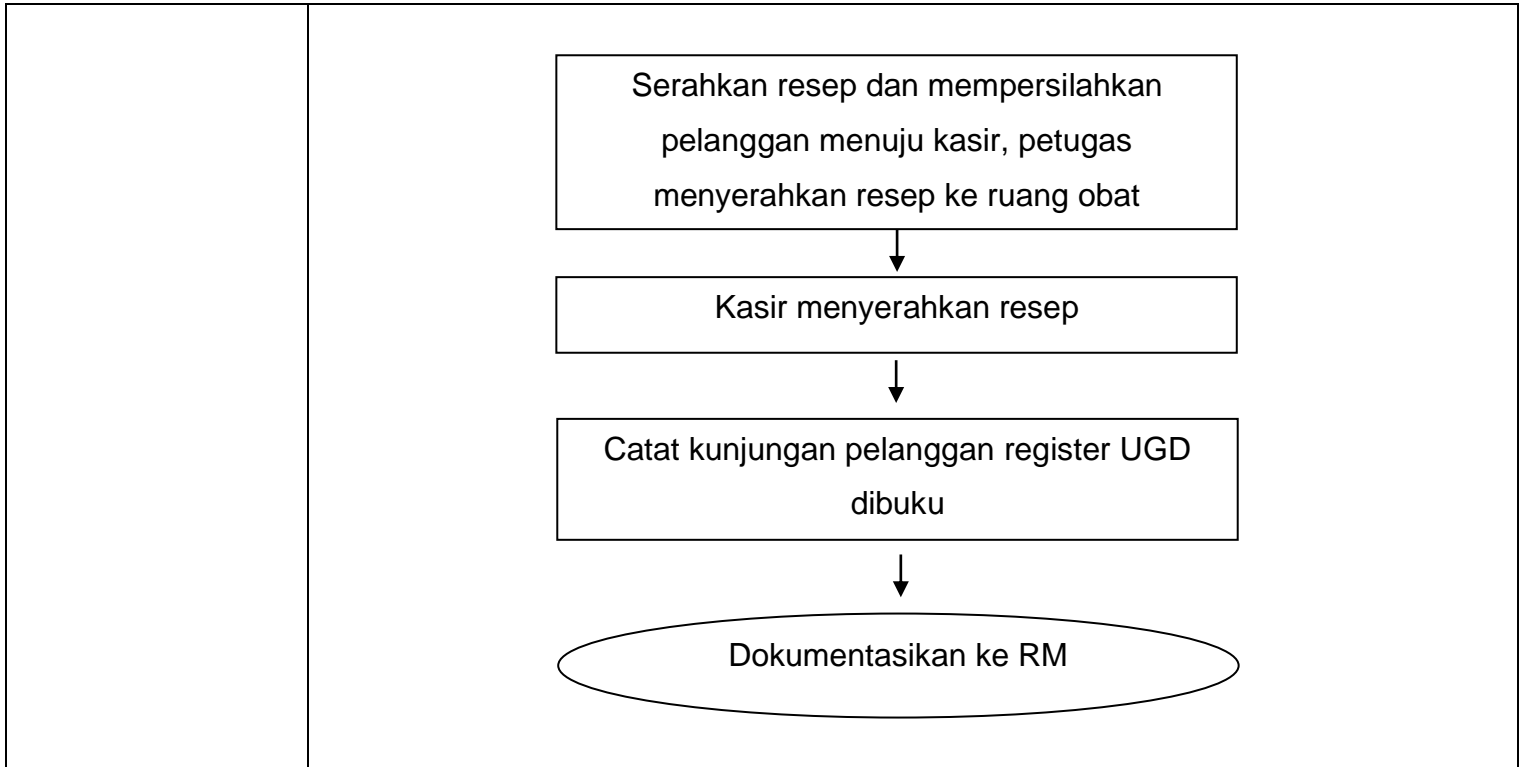 Serahkan resep dan mempersilahkan
pelanggan menuju kasir, petugas
menyerahkan resep ke ruang obat
Kasir menyerahkan resep
Catat kunjungan pelanggan register UGD
dibuku
Dokumentasikan ke RM